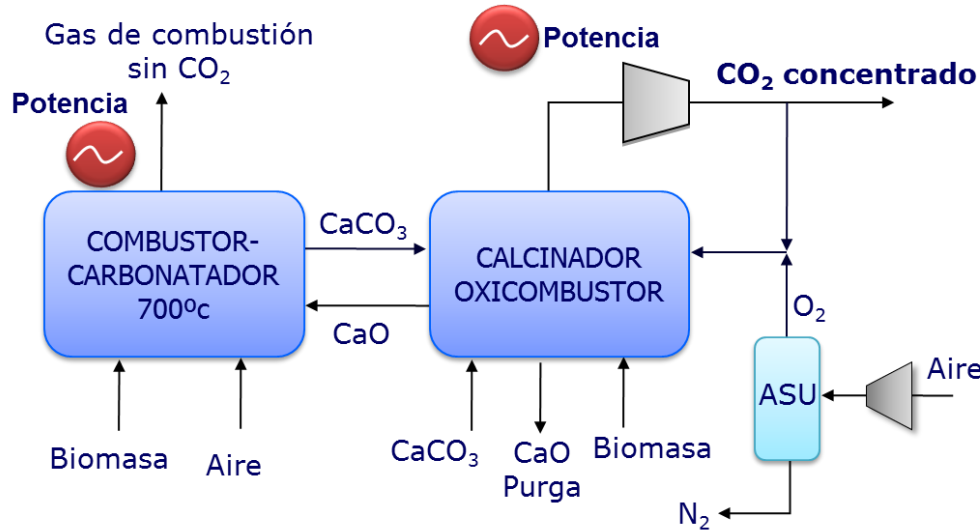 Gas de combustión
sin CO₂
Potencia
Potencia
CO₂ concentrado
COMBUSTOR-
CARBONATADOR
700ºc
CaCO₃
CaO
CALCINADOR
OXICOMBUSTOR
O₂
ASU
Aire
Biomasa
Aire
CaCO₃
CaO
Purga
Biomasa
N₂